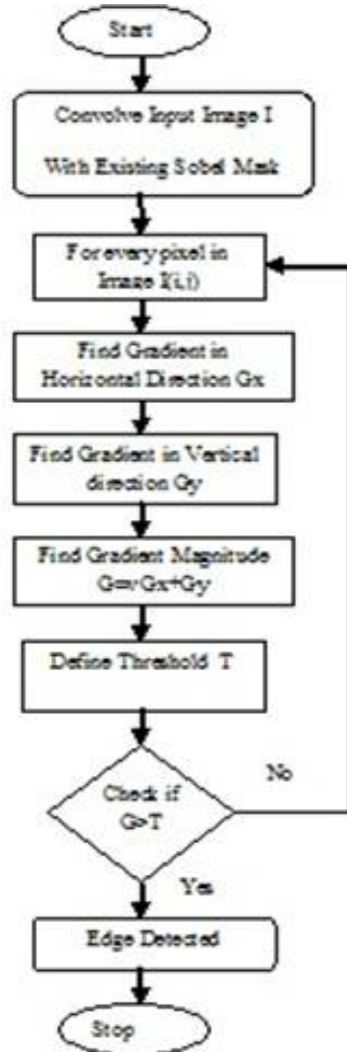 Start
Convolve Input Image I
With Existing Sobel Mask
For every pixel in
Image I(i,j)
Find Gradient in
Horizontal Direction Gx
Find Gradient in Vertical
direction Gy
Find Gradient Magnitude
G=√Gx+Gy
Define Threshold T
Check if
G>T
No
Yes
Edge Detected
Stop